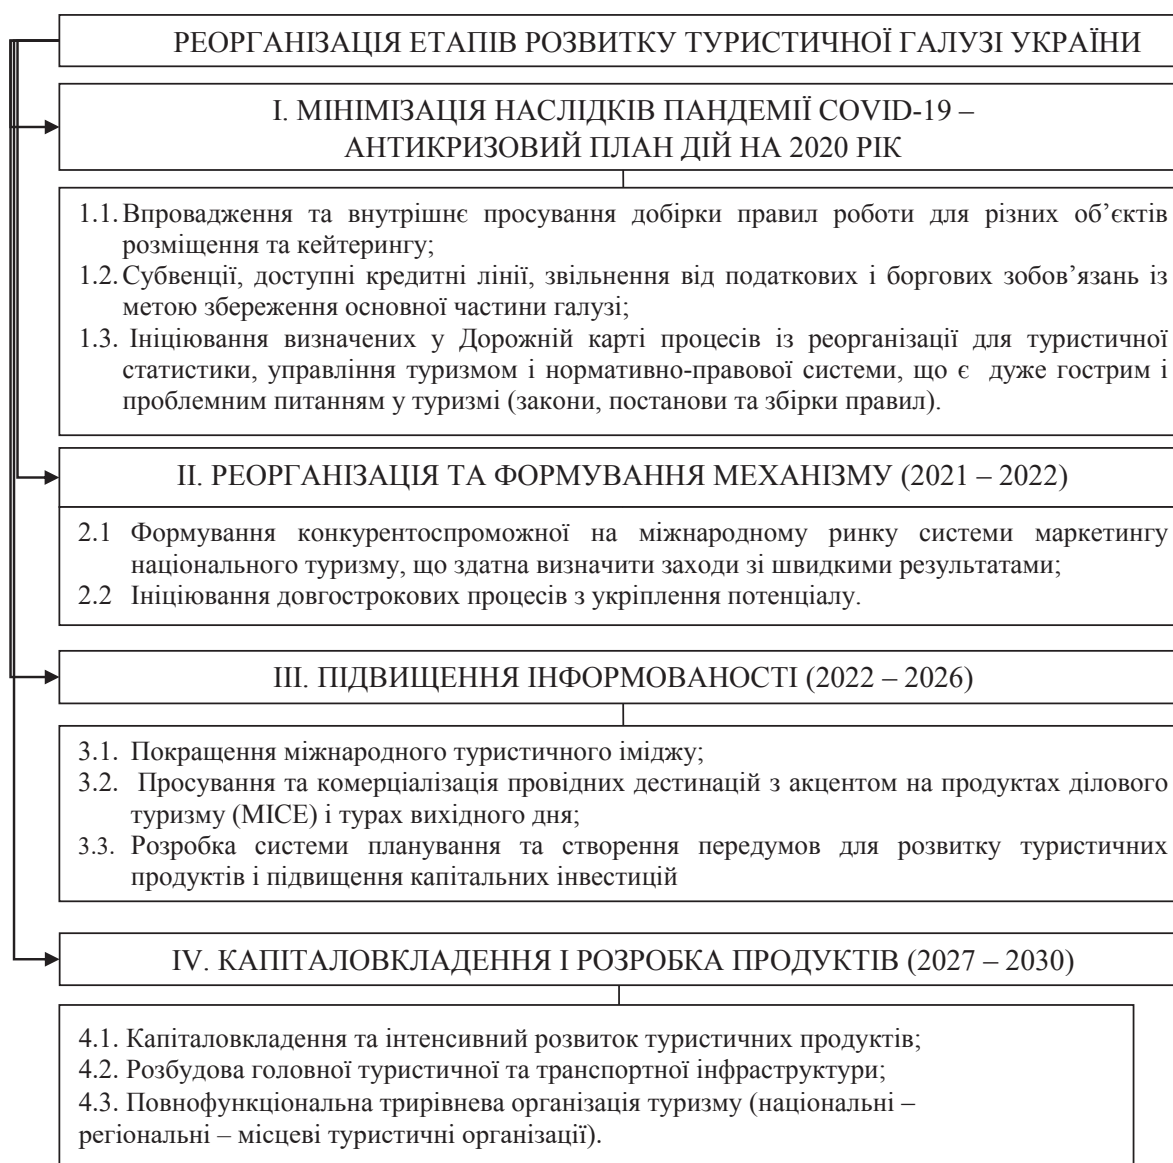 РЕОРГАНІЗАЦІЯ ЕТАПІВ РОЗВИТКУ ТУРИСТИЧНОЇ ГАЛУЗІ УКРАЇНИ
І. МІНІМІЗАЦІЯ НАСЛІДКІВ ПАНДЕМІЇ COVID-19 –
АНТИКРИЗОВИЙ ПЛАН ДІЙ НА 2020 РІК
1.1. Впровадження та внутрішнє просування добірки правил роботи для різних об’єктів
розміщення та кейтерингу;
1.2. Субвенції, доступні кредитні лінії, звільнення від податкових і боргових зобов’язань із
метою збереження основної частини галузі;
1.3. Ініціювання визначених у Дорожній карті процесів із реорганізації для туристичної
статистики, управління туризмом і нормативно-правової системи, що є дуже гострим і
проблемним питанням у туризмі (закони, постанови та збірки правил).
ІІ. РЕОРГАНІЗАЦІЯ ТА ФОРМУВАННЯ МЕХАНІЗМУ (2021 – 2022)
2.1 Формування конкурентоспроможної на міжнародному ринку системи маркетингу
національного туризму, що здатна визначити заходи зі швидкими результатами;
2.2 Ініціювання довгострокових процесів з укріплення потенціалу.
ІІІ. ПІДВИЩЕННЯ ІНФОРМОВАНОСТІ (2022 – 2026)
3.1. Покращення міжнародного туристичного іміджу;
3.2. Просування та комерціалізація провідних дестинацій з акцентом на продуктах ділового
туризму (MICE) і турах вихідного дня;
3.3. Розробка системи планування та створення передумов для розвитку туристичних
продуктів і підвищення капітальних інвестицій
IV. КАПІТАЛОВКЛАДЕННЯ І РОЗРОБКА ПРОДУКТІВ (2027 – 2030)
4.1. Капіталовкладення та інтенсивний розвиток туристичних продуктів;
4.2. Розбудова головної туристичної та транспортної інфраструктури;
4.3. Повнофункціональна трирівнева організація туризму (національні –
регіональні – місцеві туристичні організації).